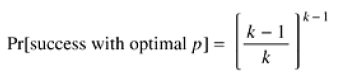 Pr[success with optimal p] = [(k − 1)/k]^(k − 1)